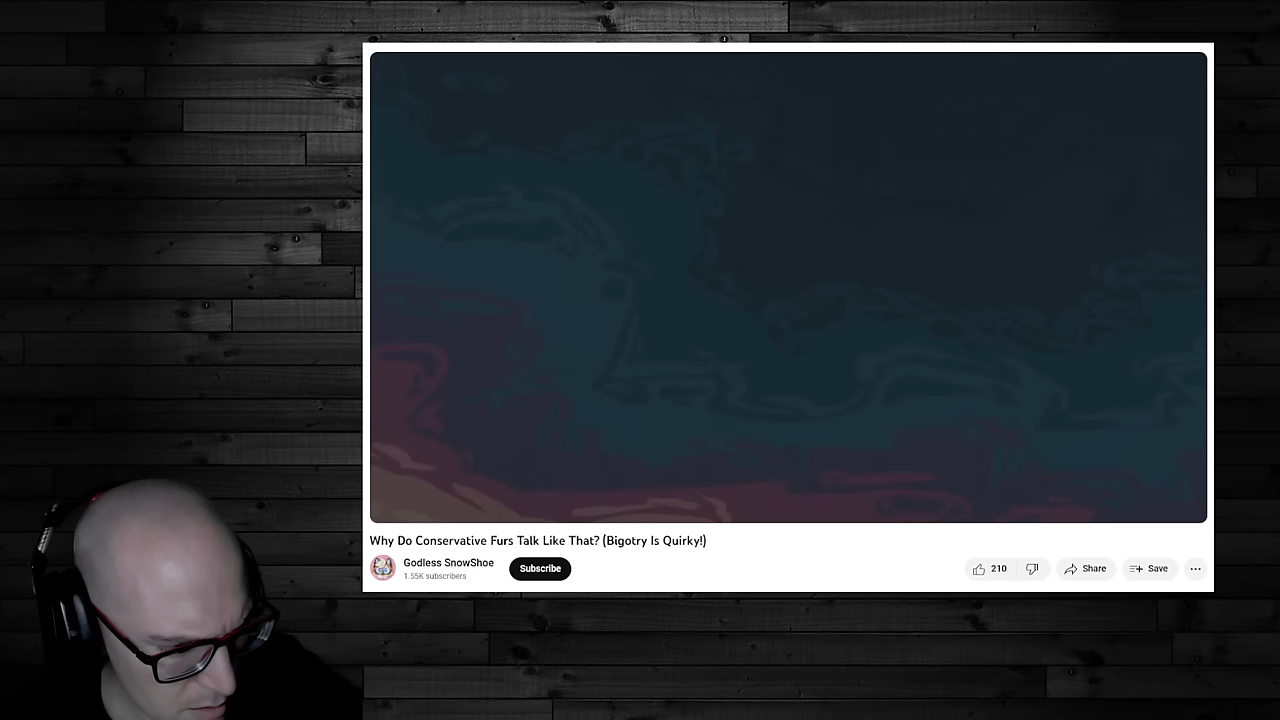 Why Do Conservative Furs Talk Like That? (Bigotry Is Quirky!)
Godless SnowShoe
1.55K subscribers
Subscribe
210
Share
Save